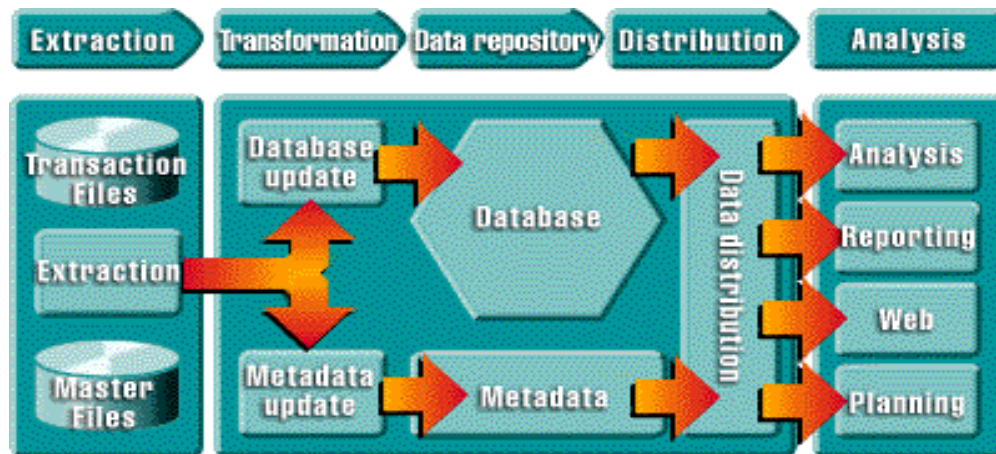 Extraction
Transformation
Data repository
Distribution
Analysis
Transaction
Files
Extraction
Master
Files
Database
update
Metadada
update
Database
Metadata
Data distribution
Analysis
Reporting
Web
Planning